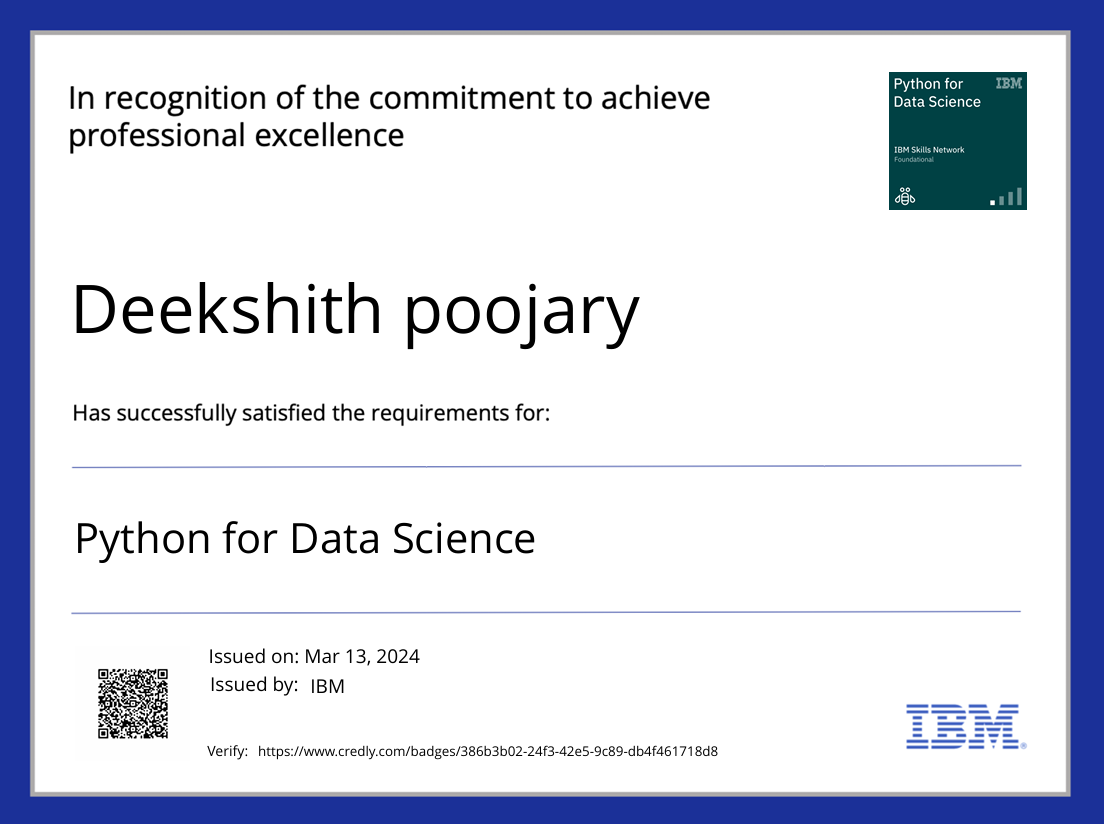 In recognition of the commitment to achieve
professional excellence
Python for
Data Science
IBM
IBM Skills Network
Foundational
Deekshith poojary
Has successfully satisfied the requirements for:
Python for Data Science
Issued on: Mar 13, 2024
Issued by: IBM
Verify: https://www.credly.com/badges/386b3b02-24f3-42e5-9c89-db4f461718d8
IBM®